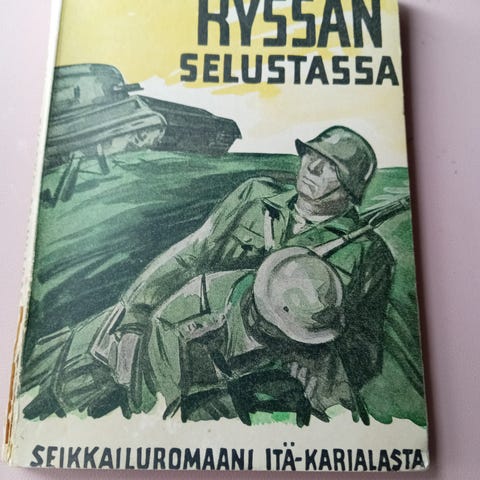 RYSSÄN
SELUSTASSA
SEIKKAILUROMAANI ITÄ-KARJALASTA